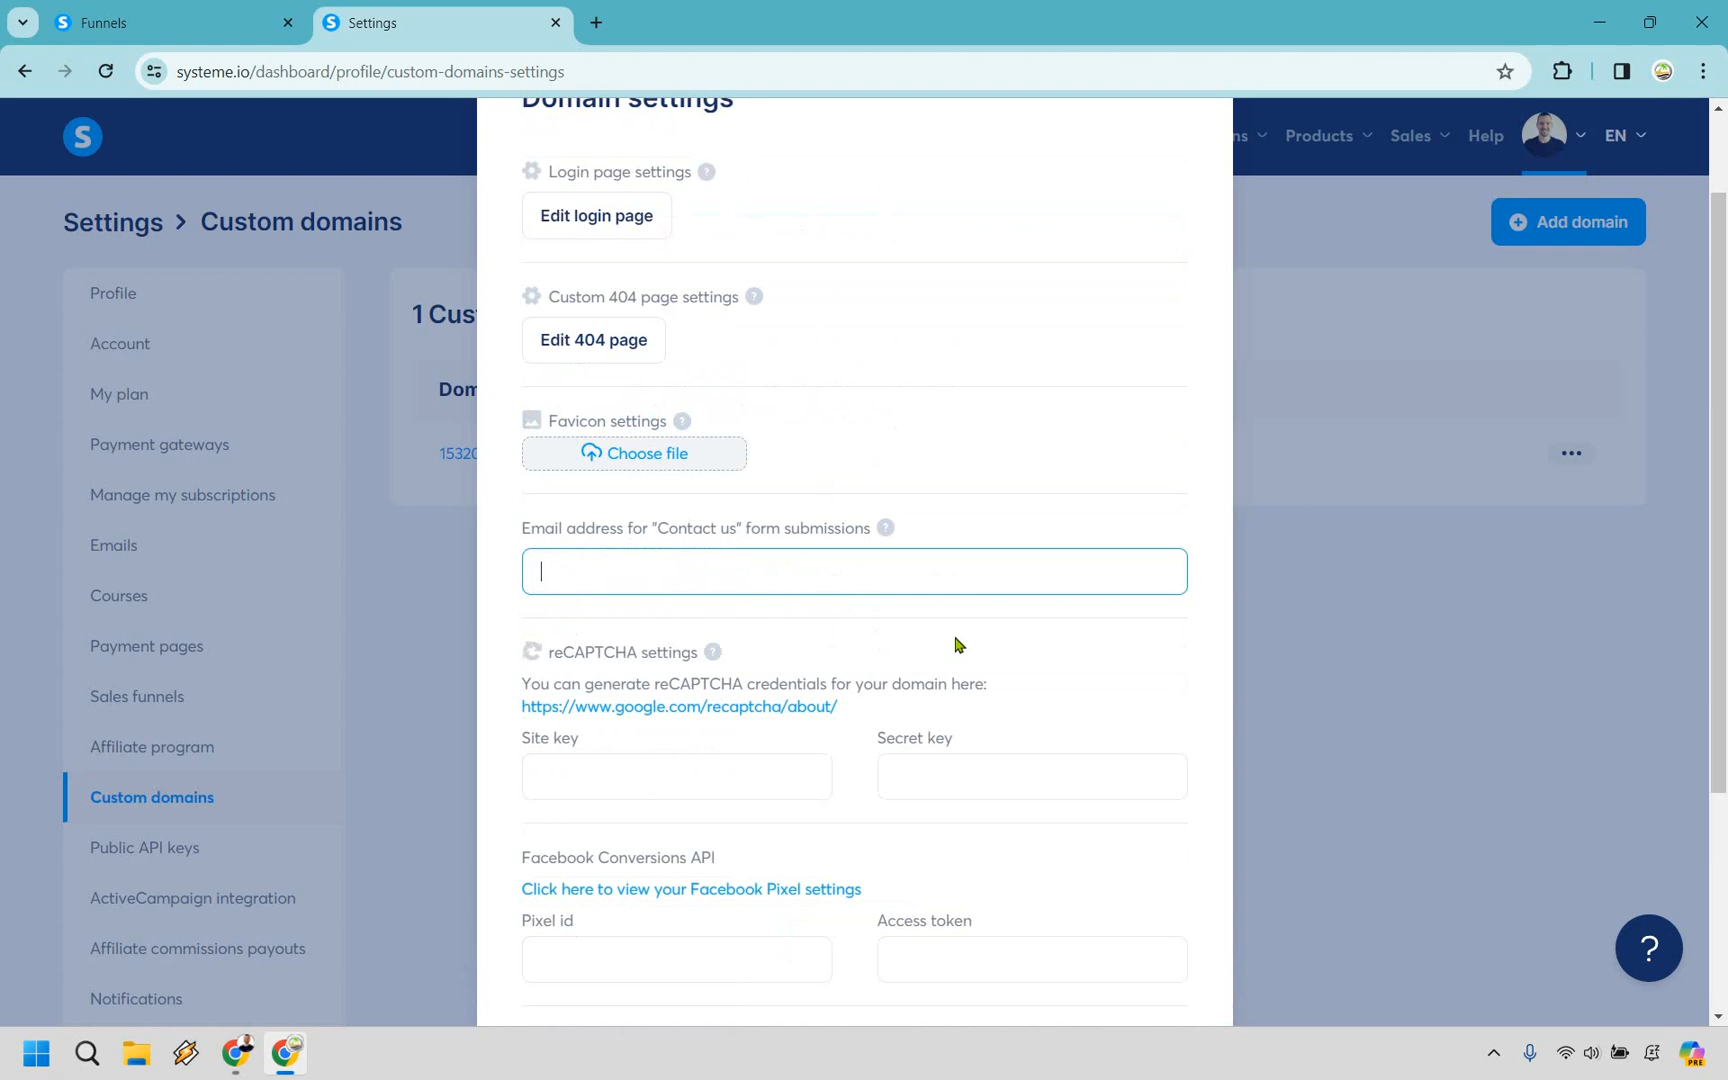 Funnels
Settings
systeme.io/dashboard/profile/custom-domains-settings
S
Products
Sales
Help
EN
Domain settings
Settings > Custom domains
Add domain
Login page settings ?
Edit login page
Custom 404 page settings ?
Edit 404 page
Favicon settings ?
Choose file
Email address for "Contact us" form submissions ?
reCAPTCHA settings ?
You can generate reCAPTCHA credentials for your domain here:
https://www.google.com/recaptcha/about/
Site key
Secret key
Facebook Conversions API
Click here to view your Facebook Pixel settings
Pixel id
Access token
Profile
Account
My plan
Payment gateways
Manage my subscriptions
Emails
Courses
Payment pages
Sales funnels
Affiliate program
Custom domains
Public API keys
ActiveCampaign integration
Affiliate commissions payouts
Notifications
?
PRE